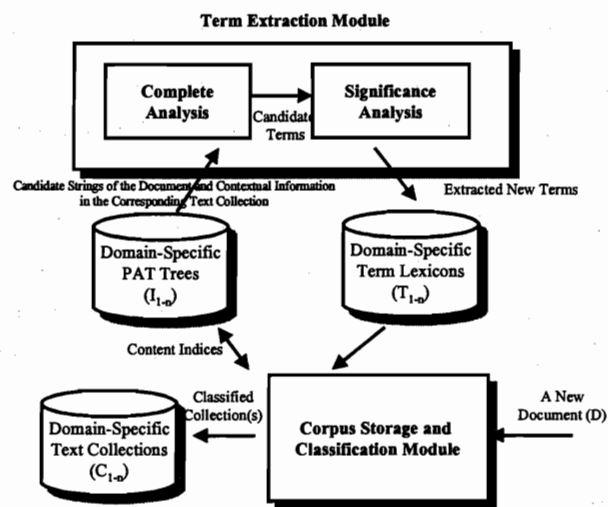 Term Extraction Module
Complete
Analysis
Candidate
Terms
Significance
Analysis
Candidate Strings of the Document and Contextual Information
in the Corresponding Text Collection
Extracted New Terms
Domain-Specific
PAT Trees
(I1-n)
Domain-Specific
Term Lexicons
(T1-n)
Content Indices
Classified
Collection(s)
Domain-Specific
Text Collections
(C1-n)
Corpus Storage and
Classification Module
A New
Document (D)